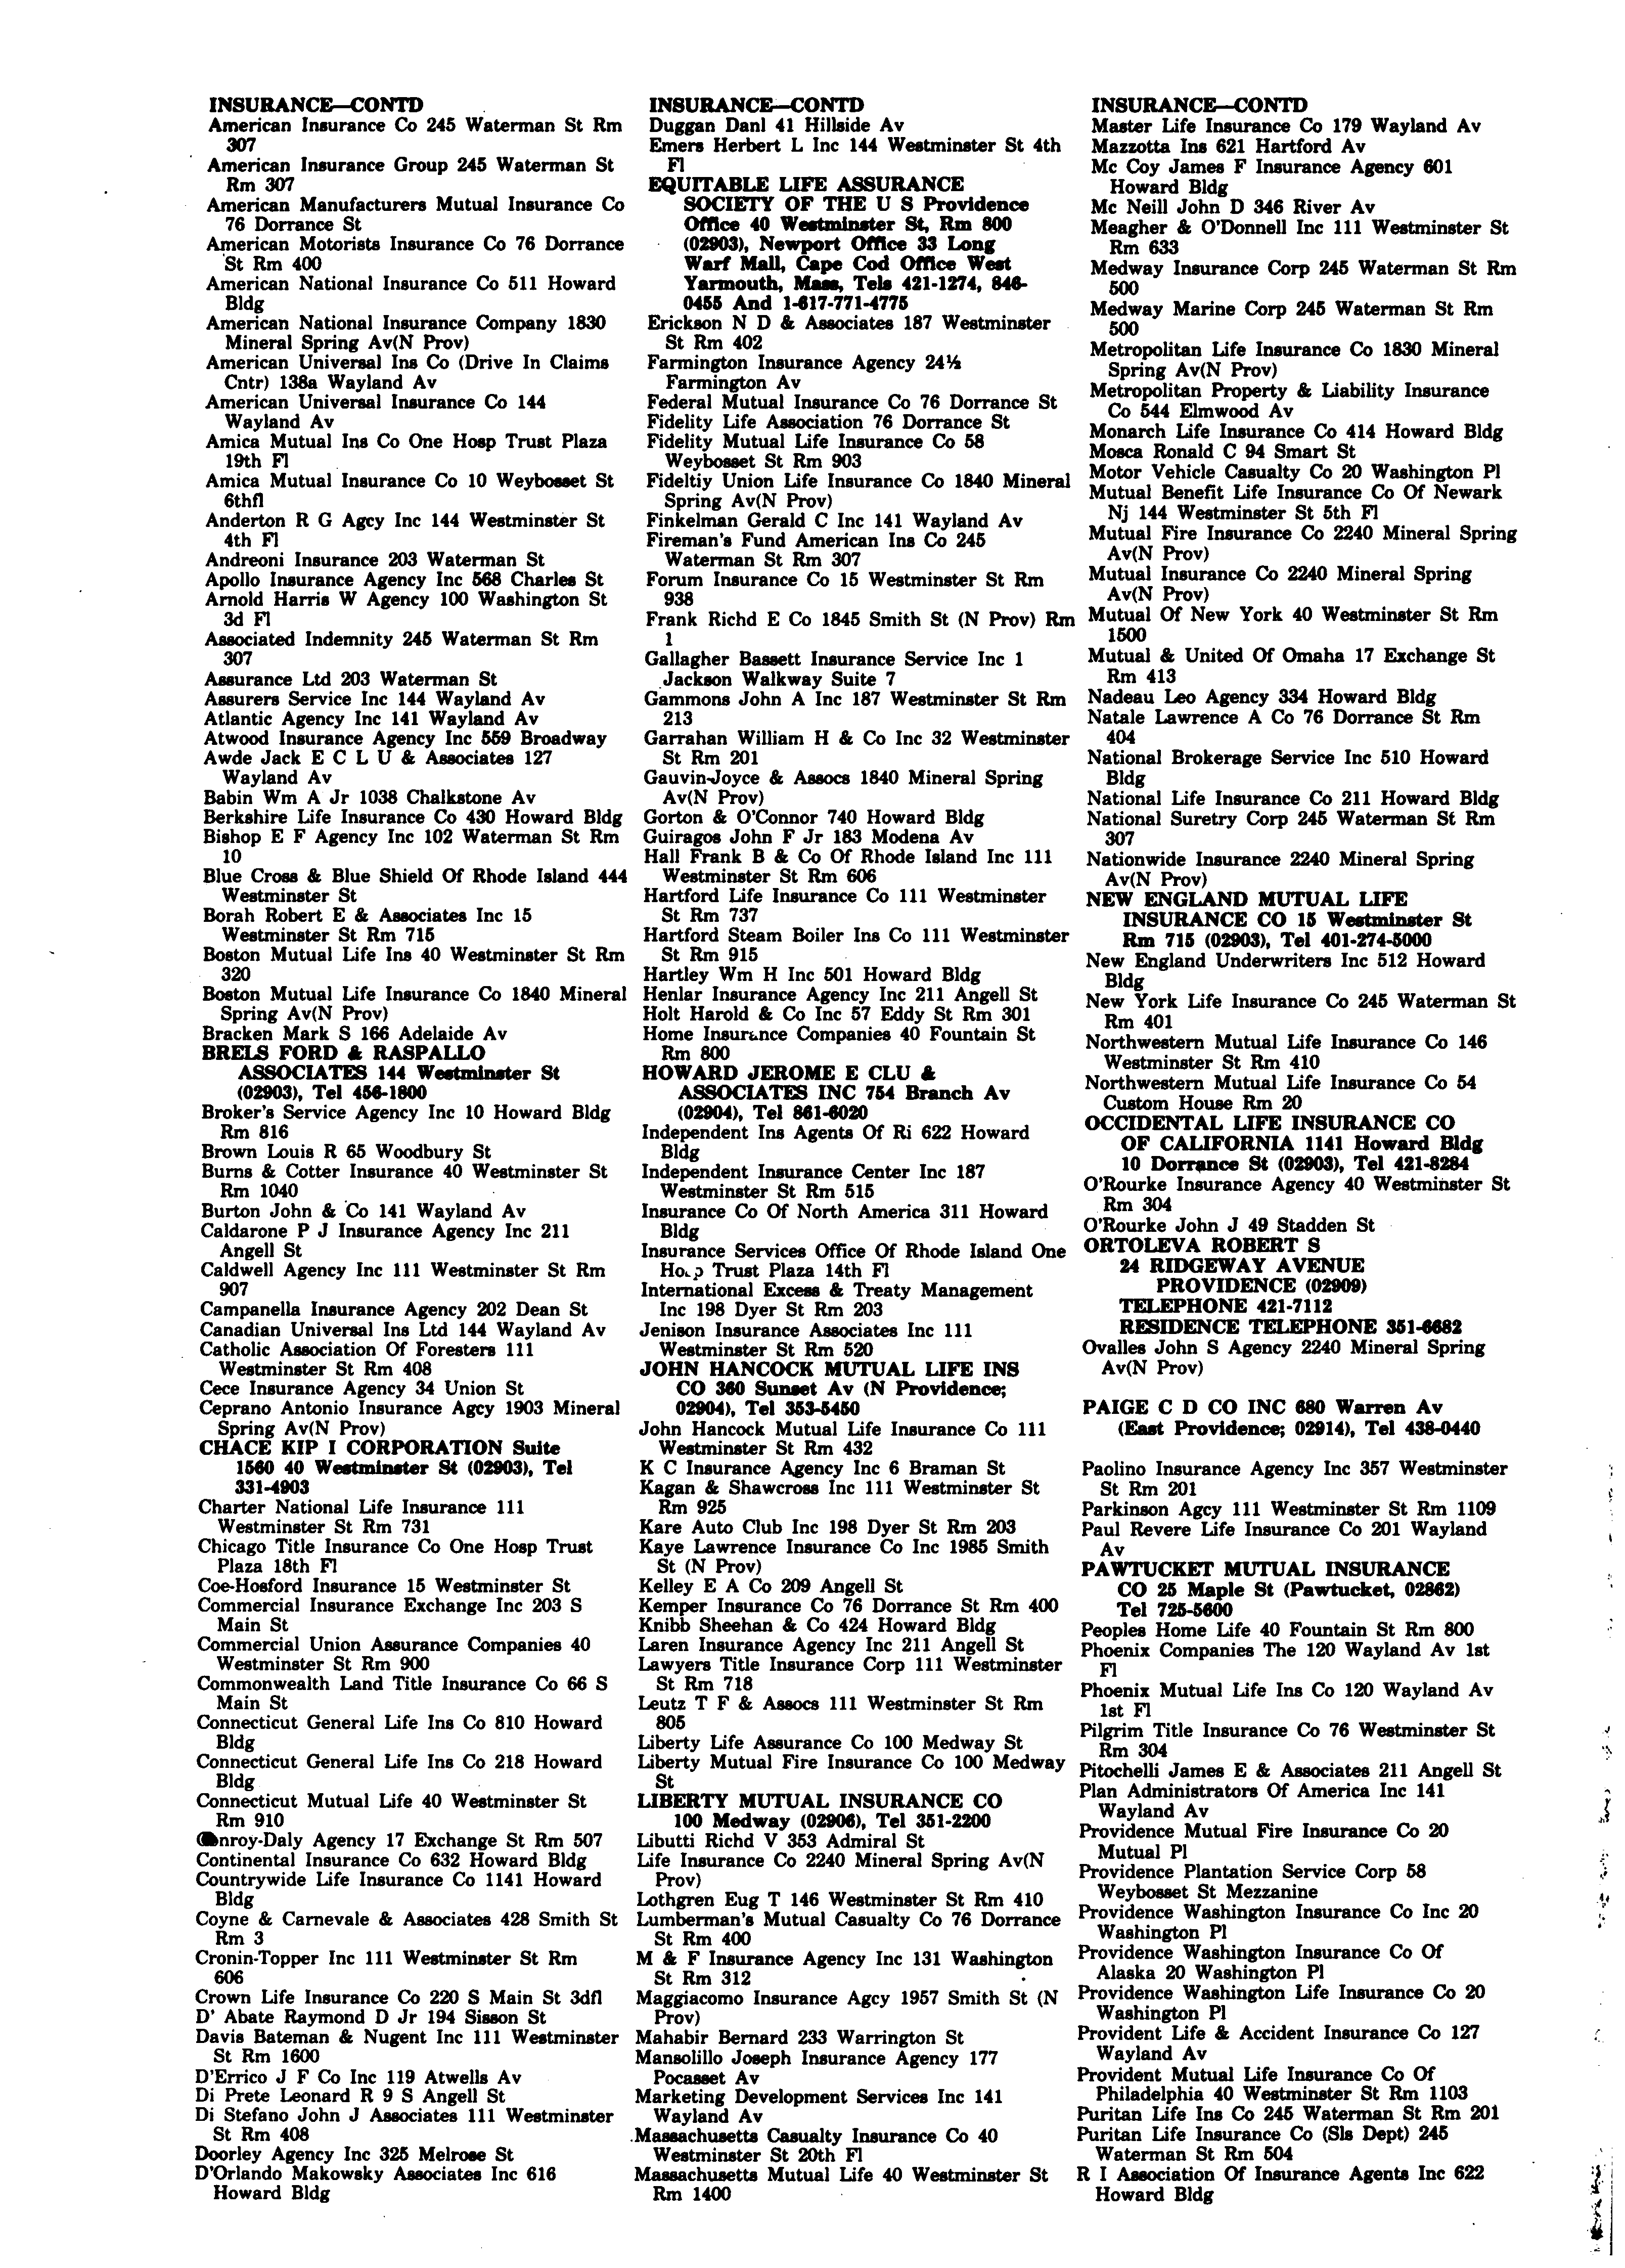 INSURANCE—CONTD
American Insurance Co 245 Waterman St Rm
307
American Insurance Group 245 Waterman St
Rm 307
American Manufacturers Mutual Insurance Co
76 Dorrance St
American Motorists Insurance Co 76 Dorrance
St Rm 400
American National Insurance Co 511 Howard
Bldg
American National Insurance Company 1830
Mineral Spring Av(N Prov)
American Universal Ins Co (Drive In Claims
Cntr) 138a Wayland Av
American Universal Insurance Co 144
Wayland Av
Amica Mutual Ins Co One Hosp Trust Plaza
19th Fl
Amica Mutual Insurance Co 10 Weybosset St
6thfl
Anderton R G Agcy Inc 144 Westminster St
4th Fl
Andreoni Insurance 203 Waterman St
Apollo Insurance Agency Inc 568 Charles St
Arnold Harris W Agency 100 Washington St
3d Fl
Associated Indemnity 245 Waterman St Rm
307
Assurance Ltd 203 Waterman St
Assurers Service Inc 144 Wayland Av
Atlantic Agency Inc 141 Wayland Av
Atwood Insurance Agency Inc 559 Broadway
Awde Jack E C L U & Associates 127
Wayland Av
Babin Wm A Jr 1038 Chalkstone Av
Berkshire Life Insurance Co 430 Howard Bldg
Bishop E F Agency Inc 102 Waterman St Rm
10
Blue Cross & Blue Shield Of Rhode Island 444
Westminster St
Borah Robert E & Associates Inc 15
Westminster St Rm 715
Boston Mutual Life Ins 40 Westminster St Rm
320
Boston Mutual Life Insurance Co 1840 Mineral
Spring Av(N Prov)
Bracken Mark S 166 Adelaide Av
BRELS FORD & RASPALLO
ASSOCIATES 144 Westminster St
(02903), Tel 456-1800
Broker's Service Agency Inc 10 Howard Bldg
Rm 816
Brown Louis R 65 Woodbury St
Burns & Cotter Insurance 40 Westminster St
Rm 1040
Burton John & Co 141 Wayland Av
Caldarone P J Insurance Agency Inc 211
Angell St
Caldwell Agency Inc 111 Westminster St Rm
907
Campanella Insurance Agency 202 Dean St
Canadian Universal Ins Ltd 144 Wayland Av
Catholic Association Of Foresters 111
Westminster St Rm 408
Cece Insurance Agency 34 Union St
Ceprano Antonio Insurance Agcy 1903 Mineral
Spring Av(N Prov)
CHACE KIP I CORPORATION Suite
1560 40 Westminster St (02903), Tel
331-4903
Charter National Life Insurance 111
Westminster St Rm 731
Chicago Title Insurance Co One Hosp Trust
Plaza 18th Fl
Coe-Hosford Insurance 15 Westminster St
Commercial Insurance Exchange Inc 203 S
Main St
Commercial Union Assurance Companies 40
Westminster St Rm 900
Commonwealth Land Title Insurance Co 66 S
Main St
Connecticut General Life Ins Co 810 Howard
Bldg
Connecticut General Life Ins Co 218 Howard
Bldg
Connecticut Mutual Life 40 Westminster St
Rm 910
Conroy-Daly Agency 17 Exchange St Rm 507
Continental Insurance Co 632 Howard Bldg
Countrywide Life Insurance Co 1141 Howard
Bldg
Coyne & Carnevale & Associates 428 Smith St
Rm 3
Cronin-Topper Inc 111 Westminster St Rm
606
Crown Life Insurance Co 220 S Main St 3dfl
D' Abate Raymond D Jr 194 Sisson St
Davis Bateman & Nugent Inc 111 Westminster
St Rm 1600
D'Errico J F Co Inc 119 Atwells Av
Di Prete Leonard R 9 S Angell St
Di Stefano John J Associates 111 Westminster
St Rm 408
Doorley Agency Inc 325 Melrose St
D'Orlando Makowsky Associates Inc 616
Howard Bldg
INSURANCE—CONTD
Duggan Danl 41 Hillside Av
Emers Herbert L Inc 144 Westminster St 4th
Fl
EQUITABLE LIFE ASSURANCE
SOCIETY OF THE U S Providence
Office 40 Westminster St, Rm 800
(02903), Newport Office 33 Long
Warf Mall, Cape Cod Office West
Yarmouth, Mass, Tels 421-1274, 846-
0455 And 1-617-771-4775
Erickson N D & Associates 187 Westminster
St Rm 402
Farmington Insurance Agency 24½
Farmington Av
Federal Mutual Insurance Co 76 Dorrance St
Fidelity Life Association 76 Dorrance St
Fidelity Mutual Life Insurance Co 58
Weybosset St Rm 903
Fideltiy Union Life Insurance Co 1840 Mineral
Spring Av(N Prov)
Finkelman Gerald C Inc 141 Wayland Av
Fireman's Fund American Ins Co 245
Waterman St Rm 307
Forum Insurance Co 15 Westminster St Rm
938
Frank Richd E Co 1845 Smith St (N Prov) Rm
1
Gallagher Bassett Insurance Service Inc 1
Jackson Walkway Suite 7
Gammons John A Inc 187 Westminster St Rm
213
Garrahan William H & Co Inc 32 Westminster
St Rm 201
Gauvin-Joyce & Assocs 1840 Mineral Spring
Av(N Prov)
Gorton & O'Connor 740 Howard Bldg
Guiragos John F Jr 183 Modena Av
Hall Frank B & Co Of Rhode Island Inc 111
Westminster St Rm 606
Hartford Life Insurance Co 111 Westminster
St Rm 737
Hartford Steam Boiler Ins Co 111 Westminster
St Rm 915
Hartley Wm H Inc 501 Howard Bldg
Henlar Insurance Agency Inc 211 Angell St
Holt Harold & Co Inc 57 Eddy St Rm 301
Home Insurance Companies 40 Fountain St
Rm 800
HOWARD JEROME E CLU &
ASSOCIATES INC 754 Branch Av
(02904), Tel 861-6020
Independent Ins Agents Of Ri 622 Howard
Bldg
Independent Insurance Center Inc 187
Westminster St Rm 515
Insurance Co Of North America 311 Howard
Bldg
Insurance Services Office Of Rhode Island One
Hosp Trust Plaza 14th Fl
International Excess & Treaty Management
Inc 198 Dyer St Rm 203
Jenison Insurance Associates Inc 111
Westminster St Rm 520
JOHN HANCOCK MUTUAL LIFE INS
CO 360 Sunset Av (N Providence;
02904), Tel 353-5450
John Hancock Mutual Life Insurance Co 111
Westminster St Rm 432
K C Insurance Agency Inc 6 Braman St
Kagan & Shawcross Inc 111 Westminster St
Rm 925
Kare Auto Club Inc 198 Dyer St Rm 203
Kaye Lawrence Insurance Co Inc 1985 Smith
St (N Prov)
Kelley E A Co 209 Angell St
Kemper Insurance Co 76 Dorrance St Rm 400
Knibb Sheehan & Co 424 Howard Bldg
Laren Insurance Agency Inc 211 Angell St
Lawyers Title Insurance Corp 111 Westminster
St Rm 718
Leutz T F & Assocs 111 Westminster St Rm
805
Liberty Life Assurance Co 100 Medway St
Liberty Mutual Fire Insurance Co 100 Medway
St
LIBERTY MUTUAL INSURANCE CO
100 Medway (02906), Tel 351-2200
Libutti Richd V 353 Admiral St
Life Insurance Co 2240 Mineral Spring Av(N
Prov)
Lothgren Eug T 146 Westminster St Rm 410
Lumberman's Mutual Casualty Co 76 Dorrance
St Rm 400
M & F Insurance Agency Inc 131 Washington
St Rm 312
Maggiacomo Insurance Agcy 1957 Smith St (N
Prov)
Mahabir Bernard 233 Warrington St
Mansolillo Joseph Insurance Agency 177
Pocasset Av
Marketing Development Services Inc 141
Wayland Av
Massachusetts Casualty Insurance Co 40
Westminster St 20th Fl
Massachusetts Mutual Life 40 Westminster St
Rm 1400
INSURANCE—CONTD
Master Life Insurance Co 179 Wayland Av
Mazzotta Ins 621 Hartford Av
Mc Coy James F Insurance Agency 601
Howard Bldg
Mc Neill John D 346 River Av
Meagher & O'Donnell Inc 111 Westminster St
Rm 633
Medway Insurance Corp 245 Waterman St Rm
500
Medway Marine Corp 245 Waterman St Rm
500
Metropolitan Life Insurance Co 1830 Mineral
Spring Av(N Prov)
Metropolitan Property & Liability Insurance
Co 544 Elmwood Av
Monarch Life Insurance Co 414 Howard Bldg
Mosca Ronald C 94 Smart St
Motor Vehicle Casualty Co 20 Washington Pl
Mutual Benefit Life Insurance Co Of Newark
Nj 144 Westminster St 5th Fl
Mutual Fire Insurance Co 2240 Mineral Spring
Av(N Prov)
Mutual Insurance Co 2240 Mineral Spring
Av(N Prov)
Mutual Of New York 40 Westminster St Rm
1500
Mutual & United Of Omaha 17 Exchange St
Rm 413
Nadeau Leo Agency 334 Howard Bldg
Natale Lawrence A Co 76 Dorrance St Rm
404
National Brokerage Service Inc 510 Howard
Bldg
National Life Insurance Co 211 Howard Bldg
National Suretry Corp 245 Waterman St Rm
307
Nationwide Insurance 2240 Mineral Spring
Av(N Prov)
NEW ENGLAND MUTUAL LIFE
INSURANCE CO 15 Westminster St
Rm 715 (02903), Tel 401-274-5000
New England Underwriters Inc 512 Howard
Bldg
New York Life Insurance Co 245 Waterman St
Rm 401
Northwestern Mutual Life Insurance Co 146
Westminster St Rm 410
Northwestern Mutual Life Insurance Co 54
Custom House Rm 20
OCCIDENTAL LIFE INSURANCE CO
OF CALIFORNIA 1141 Howard Bldg
10 Dorrance St (02903), Tel 421-8284
O'Rourke Insurance Agency 40 Westminster St
Rm 304
O'Rourke John J 49 Stadden St
ORTOLEVA ROBERT S
24 RIDGEWAY AVENUE
PROVIDENCE (02909)
TELEPHONE 421-7112
RESIDENCE TELEPHONE 351-6682
Ovalles John S Agency 2240 Mineral Spring
Av(N Prov)
PAIGE C D CO INC 680 Warren Av
(East Providence; 02914), Tel 438-0440
Paolino Insurance Agency Inc 357 Westminster
St Rm 201
Parkinson Agcy 111 Westminster St Rm 1109
Paul Revere Life Insurance Co 201 Wayland
Av
PAWTUCKET MUTUAL INSURANCE
CO 25 Maple St (Pawtucket, 02862)
Tel 725-5600
Peoples Home Life 40 Fountain St Rm 800
Phoenix Companies The 120 Wayland Av 1st
Fl
Phoenix Mutual Life Ins Co 120 Wayland Av
1st Fl
Pilgrim Title Insurance Co 76 Westminster St
Rm 304
Pitochelli James E & Associates 211 Angell St
Plan Administrators Of America Inc 141
Wayland Av
Providence Mutual Fire Insurance Co 20
Mutual Pl
Providence Plantation Service Corp 58
Weybosset St Mezzanine
Providence Washington Insurance Co Inc 20
Washington Pl
Providence Washington Insurance Co Of
Alaska 20 Washington Pl
Providence Washington Life Insurance Co 20
Washington Pl
Provident Life & Accident Insurance Co 127
Wayland Av
Provident Mutual Life Insurance Co Of
Philadelphia 40 Westminster St Rm 1103
Puritan Life Ins Co 245 Waterman St Rm 201
Puritan Life Insurance Co (Sls Dept) 245
Waterman St Rm 504
R I Association Of Insurance Agents Inc 622
Howard Bldg